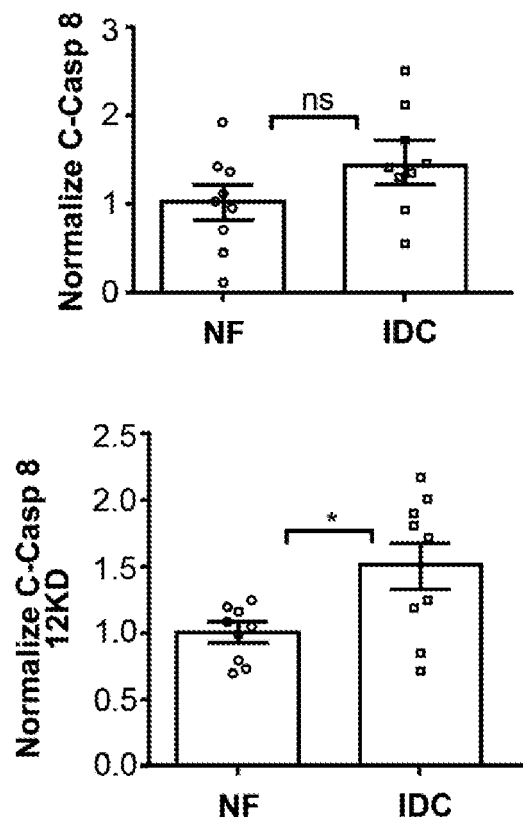 Normalize C-Casp 8
3
2
1
0
ns
NF
IDC
Normalize C-Casp 8
12KD
2.5
2.0
1.5
1.0
0.5
0.0
*
NF
IDC